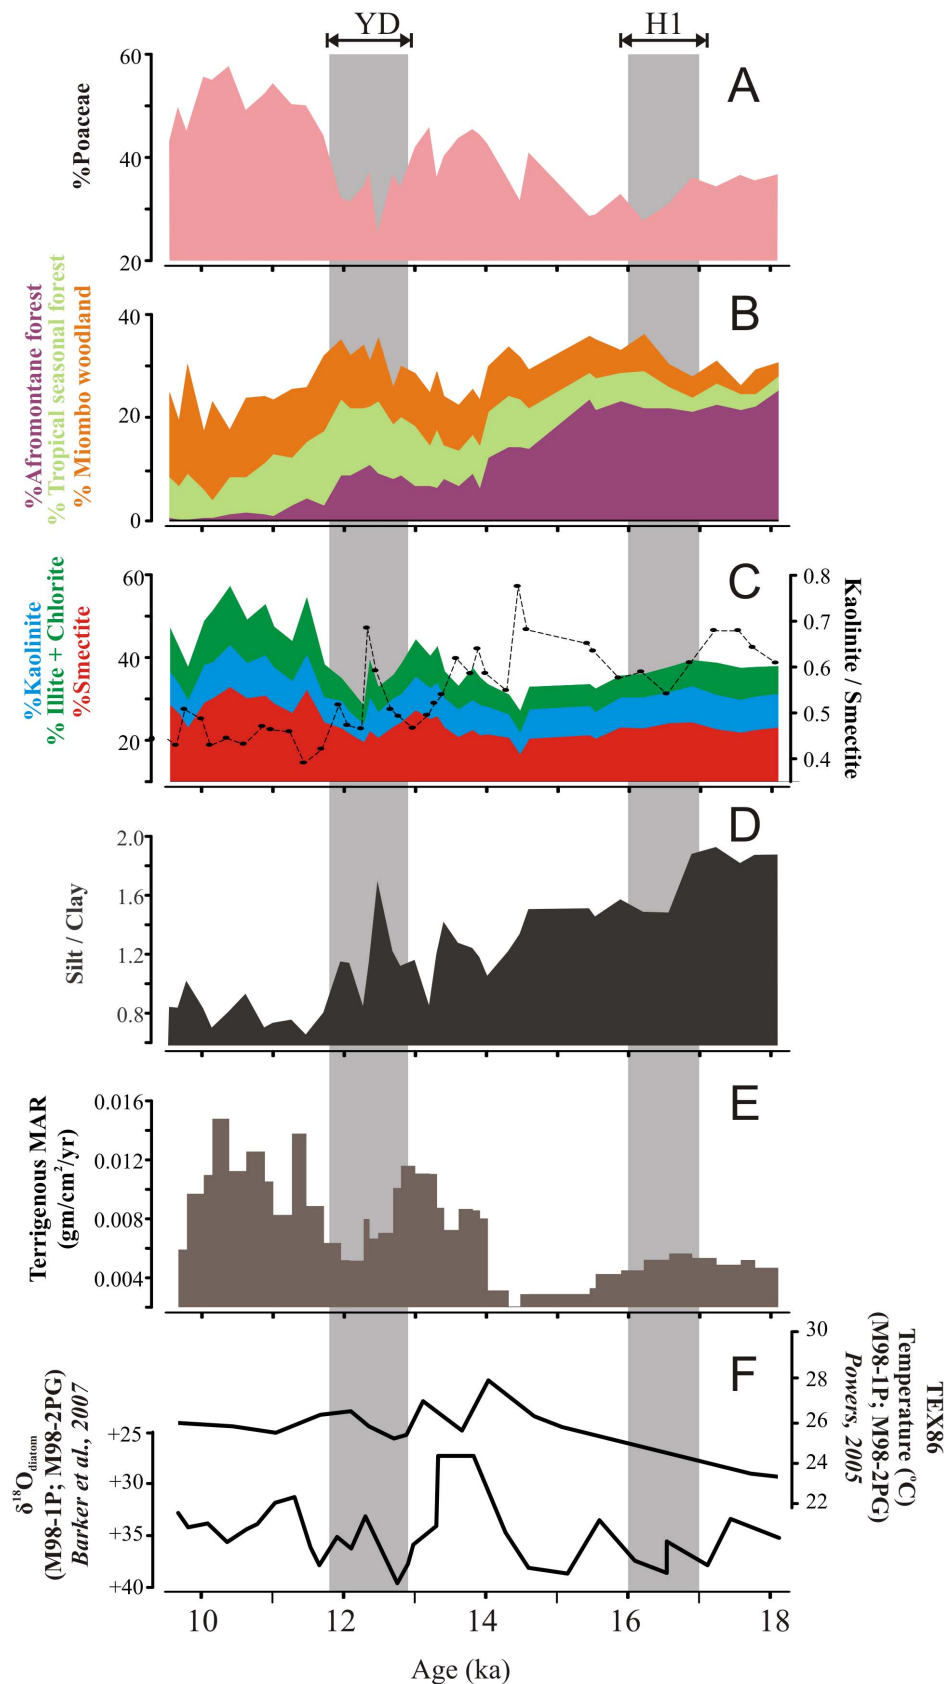 YD
H1
A
60
40
20
%Poaceae
B
40
20
0
%Afromontane forest
% Tropical seasonal forest
% Miombo woodland
C
60
40
20
%Kaolinite
% Illite + Chlorite
%Smectite
0.8
0.7
0.6
0.5
0.4
Kaolinite / Smectite
D
2.0
1.6
1.2
0.8
Silt / Clay
E
0.016
0.012
0.008
0.004
Terrigenous MAR
(gm/cm²/yr)
F
30
28
26
24
22
TEX86
Temperature (°C)
(M98-1P; M98-2PG)
Powers, 2005
+25
+30
+35
+40
δ¹⁸Odiatom
(M98-1P; M98-2PG)
Barker et al., 2007
10
12
14
16
18
Age (ka)